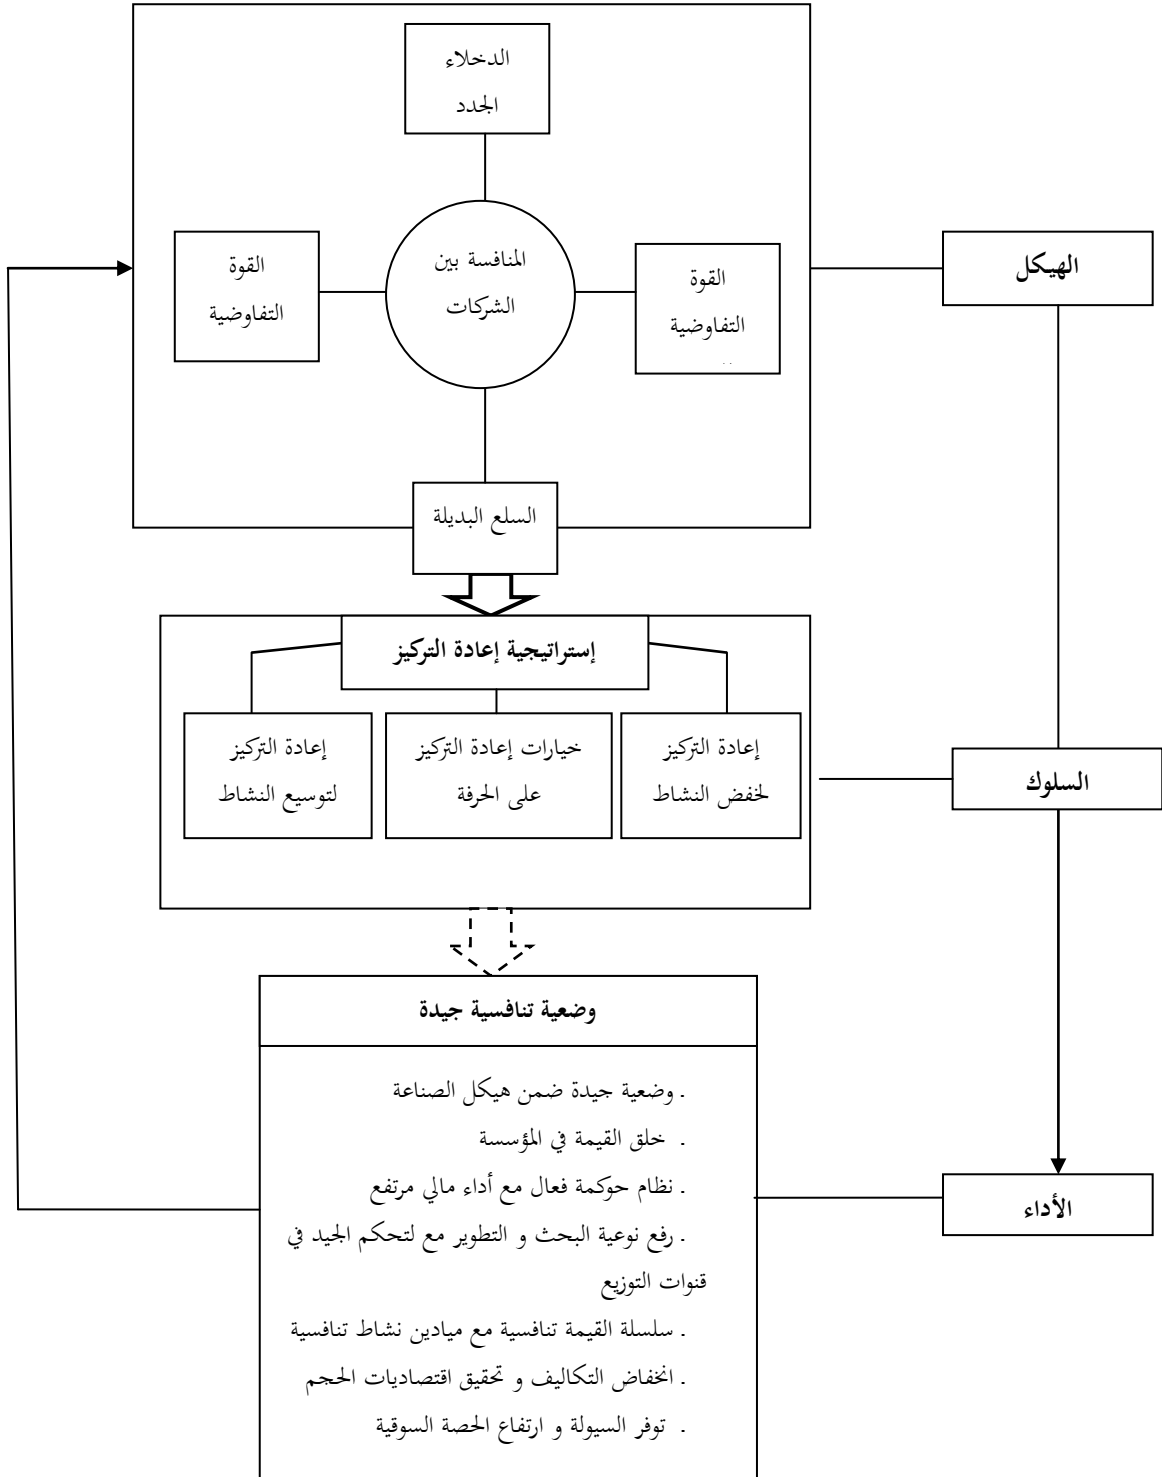 الدخلاء
الجدد
المنافسة بين
الشركات
القوة
التفاوضية
القوة
التفاوضية
الهيكل
السلع البديلة
إستراتيجية إعادة التركيز
إعادة التركيز
لخفض النشاط
خيارات إعادة التركيز
على الحرفة
إعادة التركيز
لتوسيع النشاط
السلوك
وضعية تنافسية جيدة
. وضعية جيدة ضمن هيكل الصناعة
. خلق القيمة في المؤسسة
. نظام حوكمة فعال مع أداء مالي مرتفع
. رفع نوعية البحث و التطوير مع لتحكم الجيد في
قنوات التوزيع
. سلسلة القيمة تنافسية مع ميادين نشاط تنافسية
. انخفاض التكاليف و تحقيق اقتصاديات الحجم
. توفر السيولة و ارتفاع الحصة السوقية
الأداء